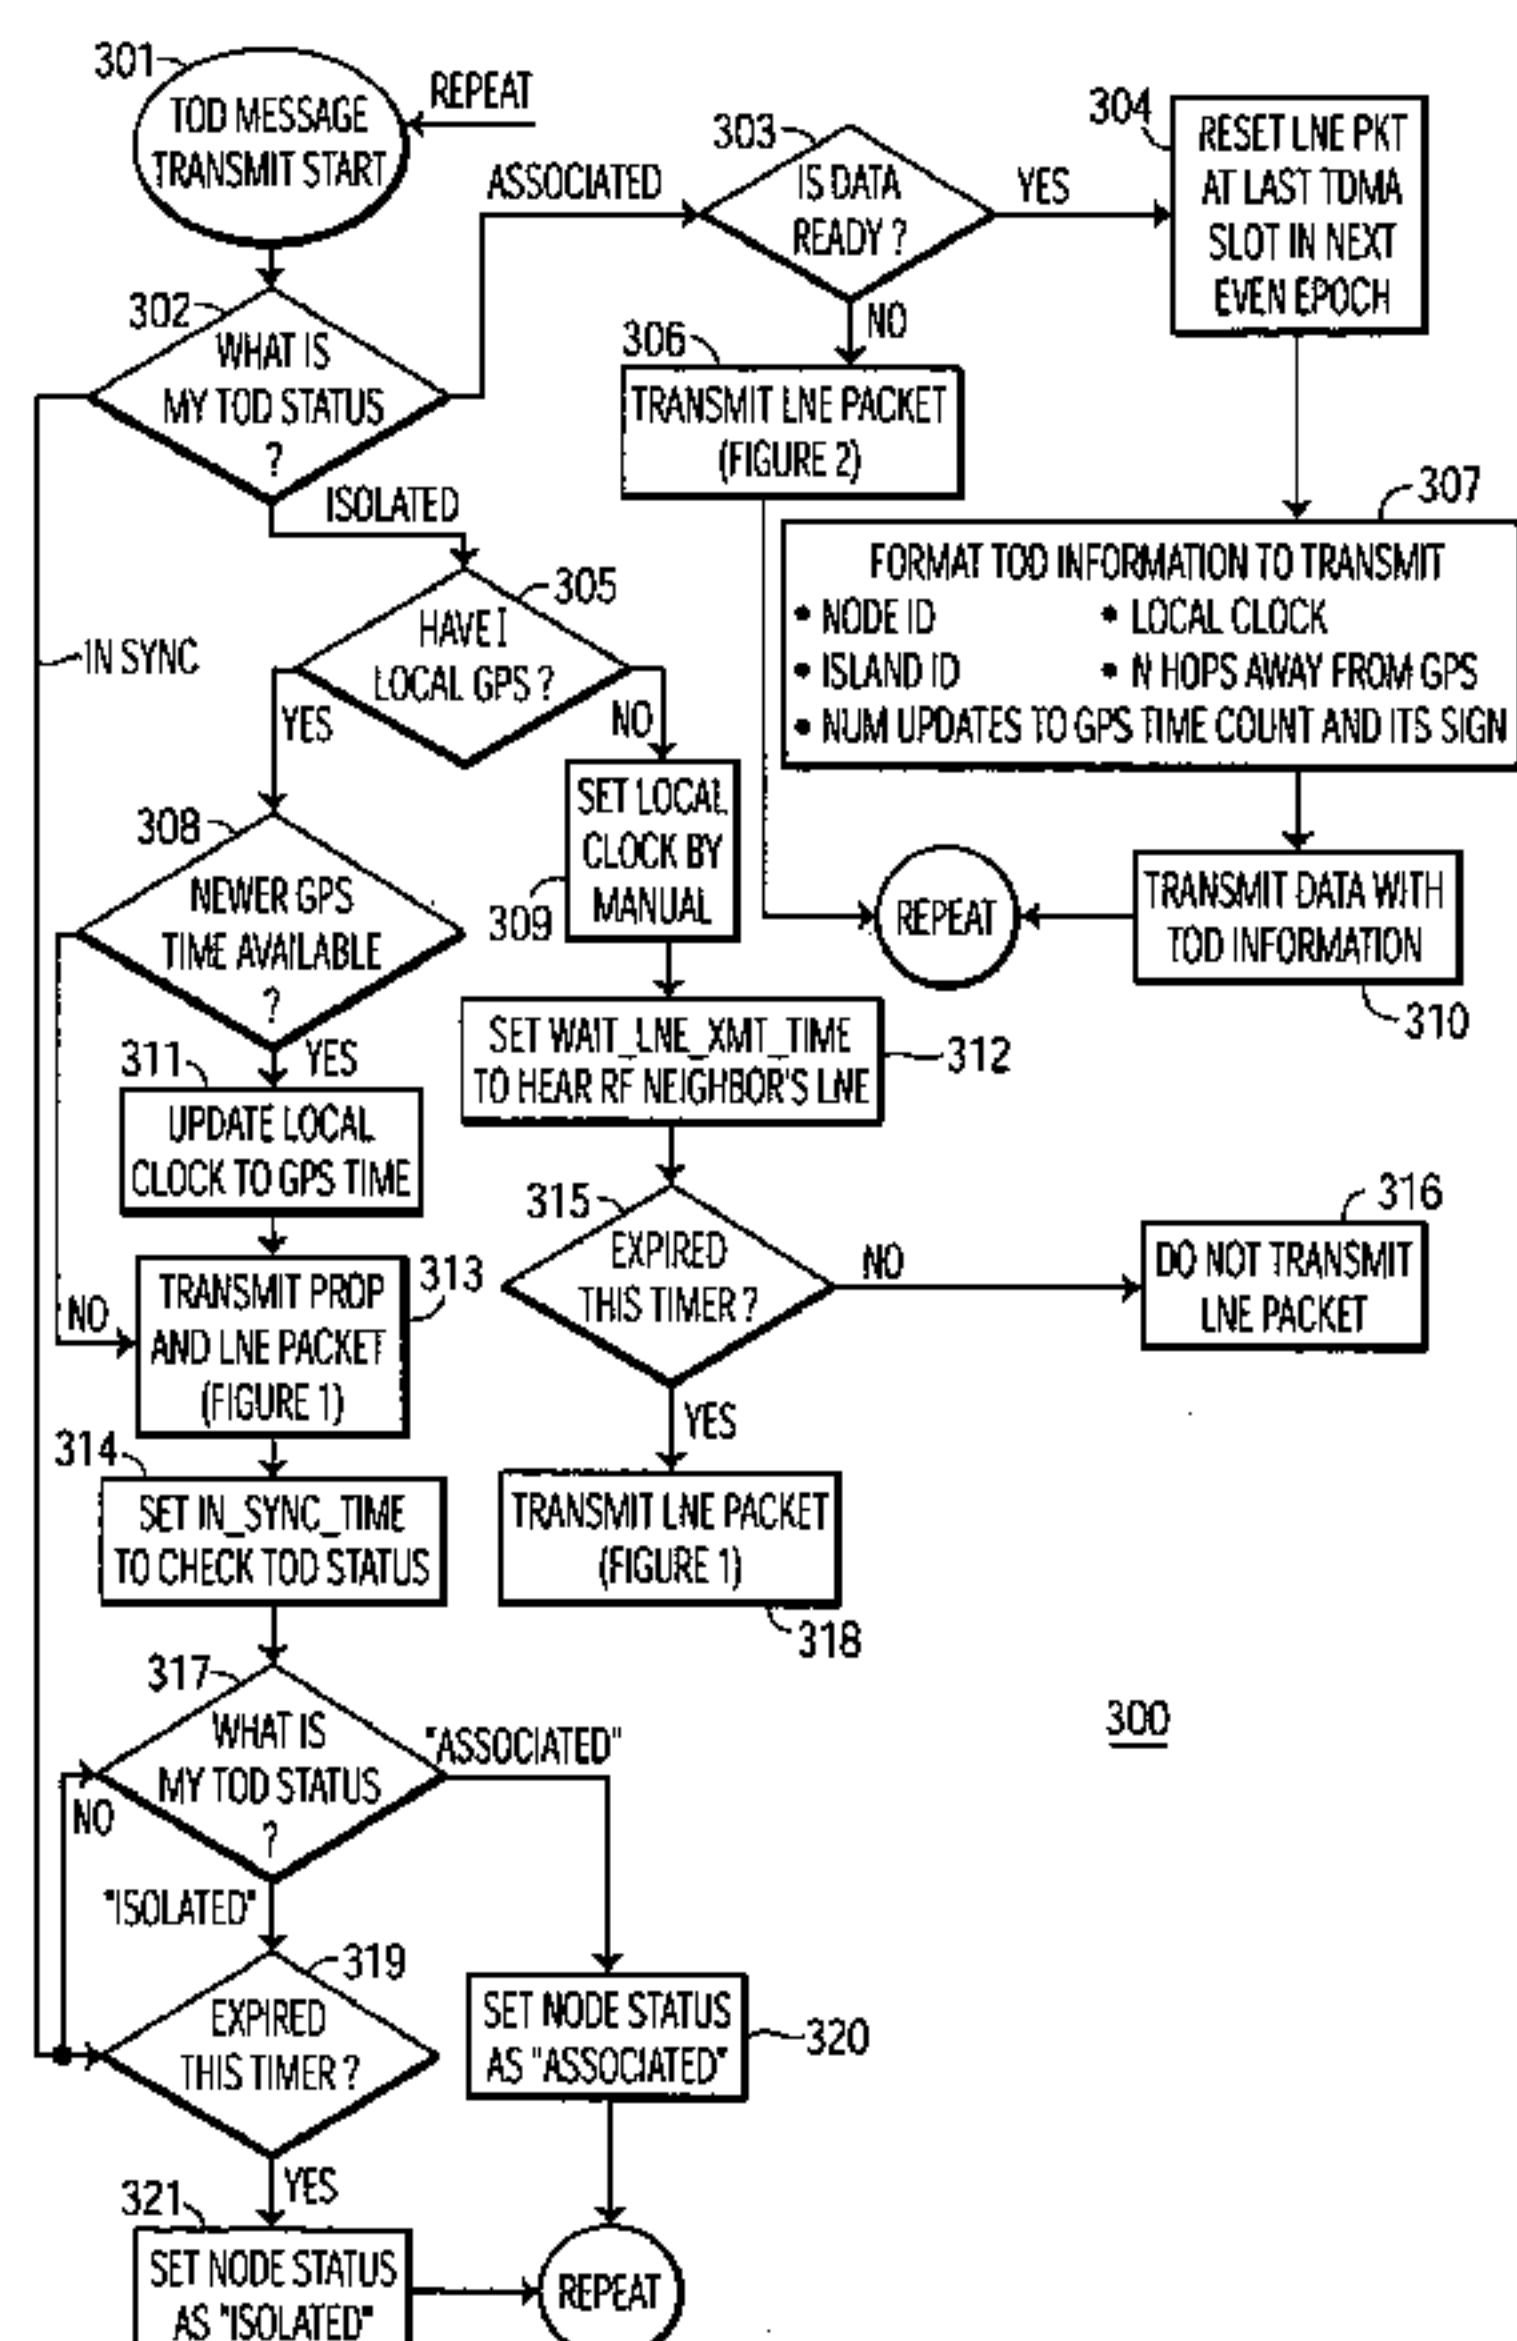 301
TOD MESSAGE
TRANSMIT START
REPEAT
302
WHAT IS
MY TOD STATUS
?
ASSOCIATED
303
IS DATA
READY ?
YES
NO
304
RESET LNE PKT
AT LAST TDMA
SLOT IN NEXT
EVEN EPOCH
306
TRANSMIT LNE PACKET
(FIGURE 2)
ISOLATED
IN SYNC
305
HAVE I
LOCAL GPS ?
YES
NO
307
FORMAT TOD INFORMATION TO TRANSMIT
• NODE ID
• LOCAL CLOCK
• ISLAND ID
• N HOPS AWAY FROM GPS
• NUM UPDATES TO GPS TIME COUNT AND ITS SIGN
308
NEWER GPS
TIME AVAILABLE
?
YES
NO
309
SET LOCAL
CLOCK BY
MANUAL
REPEAT
TRANSMIT DATA WITH
TOD INFORMATION
310
311
UPDATE LOCAL
CLOCK TO GPS TIME
SET WAIT_LNE_XMT_TIME
TO HEAR RF NEIGHBOR'S LNE
312
313
TRANSMIT PROP
AND LNE PACKET
(FIGURE 1)
315
EXPIRED
THIS TIMER ?
NO
YES
316
DO NOT TRANSMIT
LNE PACKET
314
SET IN_SYNC_TIME
TO CHECK TOD STATUS
TRANSMIT LNE PACKET
(FIGURE 1)
318
317
WHAT IS
MY TOD STATUS
?
"ASSOCIATED"
NO
"ISOLATED"
300
319
EXPIRED
THIS TIMER ?
YES
SET NODE STATUS
AS "ASSOCIATED"
320
321
SET NODE STATUS
AS "ISOLATED"
REPEAT